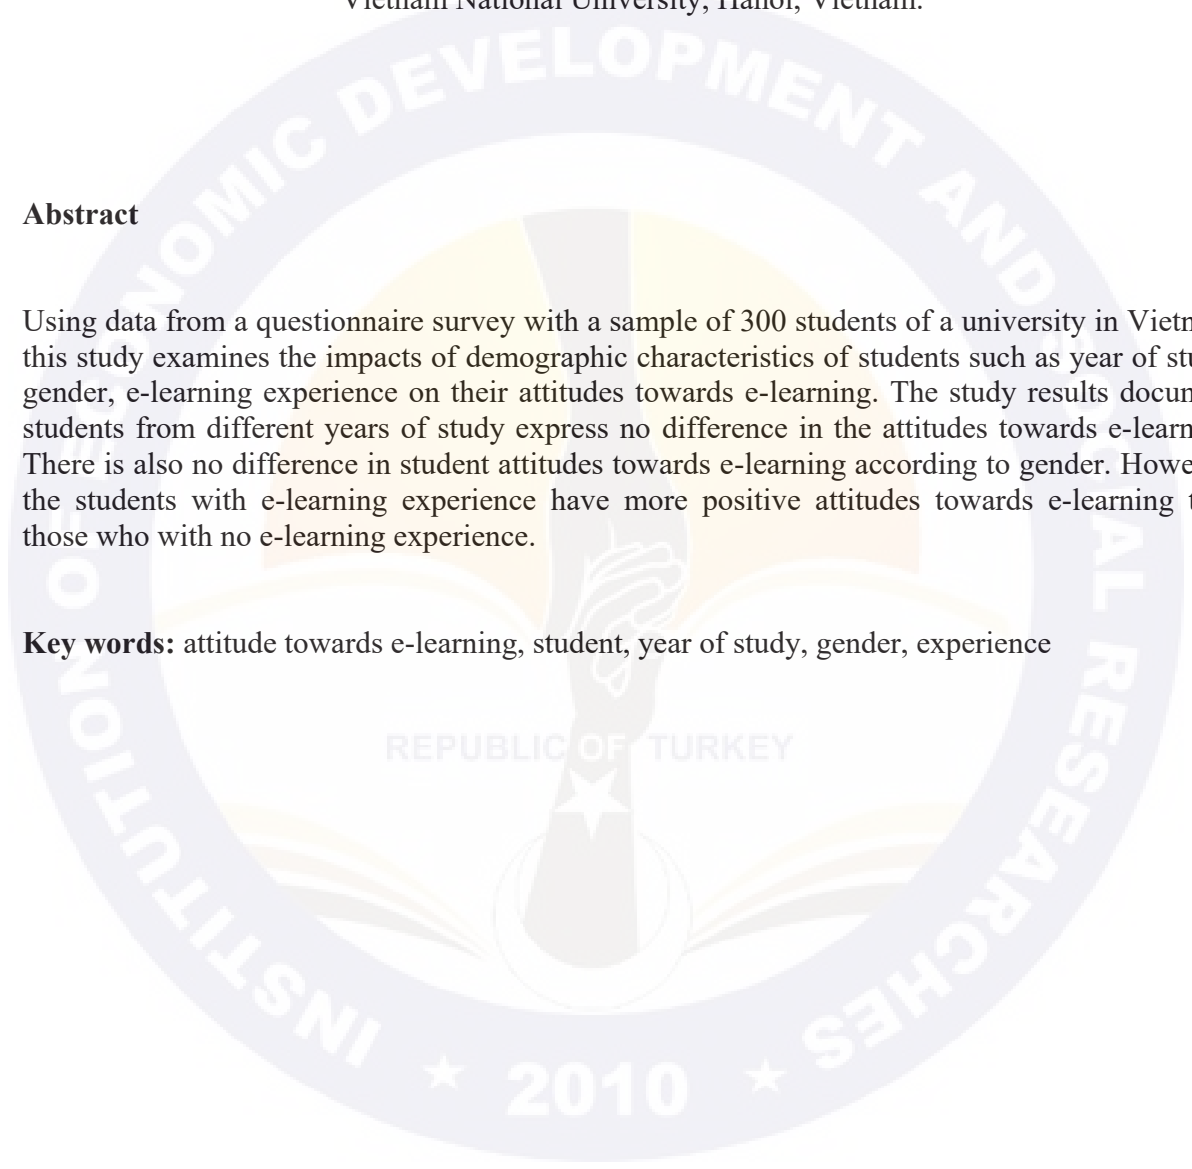 Vietnam National University, Hanoi, Vietnam.
Abstract
Using data from a questionnaire survey with a sample of 300 students of a university in Vietn
this study examines the impacts of demographic characteristics of students such as year of stu
gender, e-learning experience on their attitudes towards e-learning. The study results docum
students from different years of study express no difference in the attitudes towards e-learn
There is also no difference in student attitudes towards e-learning according to gender. Howe
the students with e-learning experience have more positive attitudes towards e-learning t
those who with no e-learning experience.
Key words: attitude towards e-learning, student, year of study, gender, experience
INSTITUTION OF ECONOMIC DEVELOPMENT AND SOCIAL RESEARCHES
REPUBLIC OF TURKEY
2010